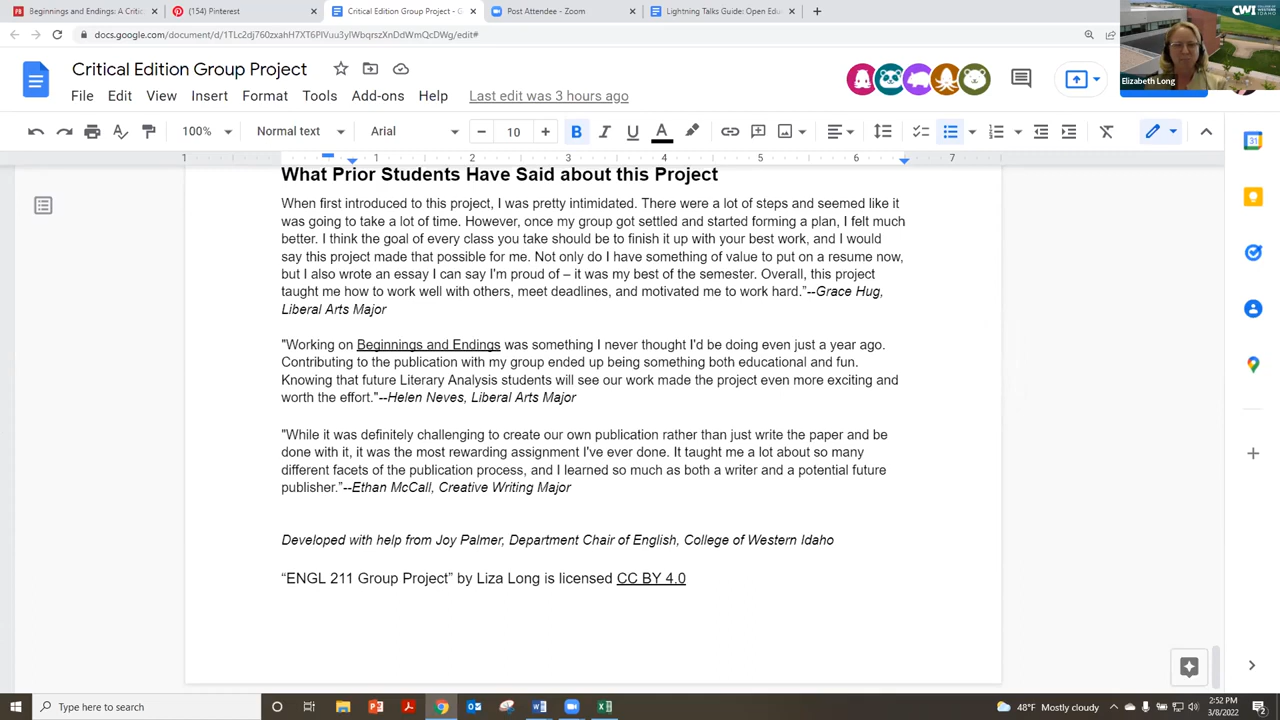 Beginnings and Endings: A Critic
(154) Pinterest
Critical Edition Group Project - G
Post Attendee - Zoom
Lightning Talks Guide: Open Edu
docs.google.com/document/d/1TLc2dj760zxahH7XT6PlVuu3ylWbqrszXnDdWmQcDWg/edit#
CWI
Elizabeth Long
Critical Edition Group Project
File Edit View Insert Format Tools Add-ons Help Last edit was 3 hours ago
100% Normal text Arial 10 B I U A
1 1 2 3 4 5 6 7
What Prior Students Have Said about this Project
When first introduced to this project, I was pretty intimidated. There were a lot of steps and seemed like it
was going to take a lot of time. However, once my group got settled and started forming a plan, I felt much
better. I think the goal of every class you take should be to finish it up with your best work, and I would
say this project made that possible for me. Not only do I have something of value to put on a resume now,
but I also wrote an essay I can say I'm proud of – it was my best of the semester. Overall, this project
taught me how to work well with others, meet deadlines, and motivated me to work hard.”--Grace Hug,
Liberal Arts Major
"Working on Beginnings and Endings was something I never thought I'd be doing even just a year ago.
Contributing to the publication with my group ended up being something both educational and fun.
Knowing that future Literary Analysis students will see our work made the project even more exciting and
worth the effort."--Helen Neves, Liberal Arts Major
"While it was definitely challenging to create our own publication rather than just write the paper and be
done with it, it was the most rewarding assignment I've ever done. It taught me a lot about so many
different facets of the publication process, and I learned so much as both a writer and a potential future
publisher.”--Ethan McCall, Creative Writing Major
Developed with help from Joy Palmer, Department Chair of English, College of Western Idaho
“ENGL 211 Group Project” by Liza Long is licensed CC BY 4.0
31
Type here to search
48°F Mostly cloudy
2:52 PM
3/8/2022
2